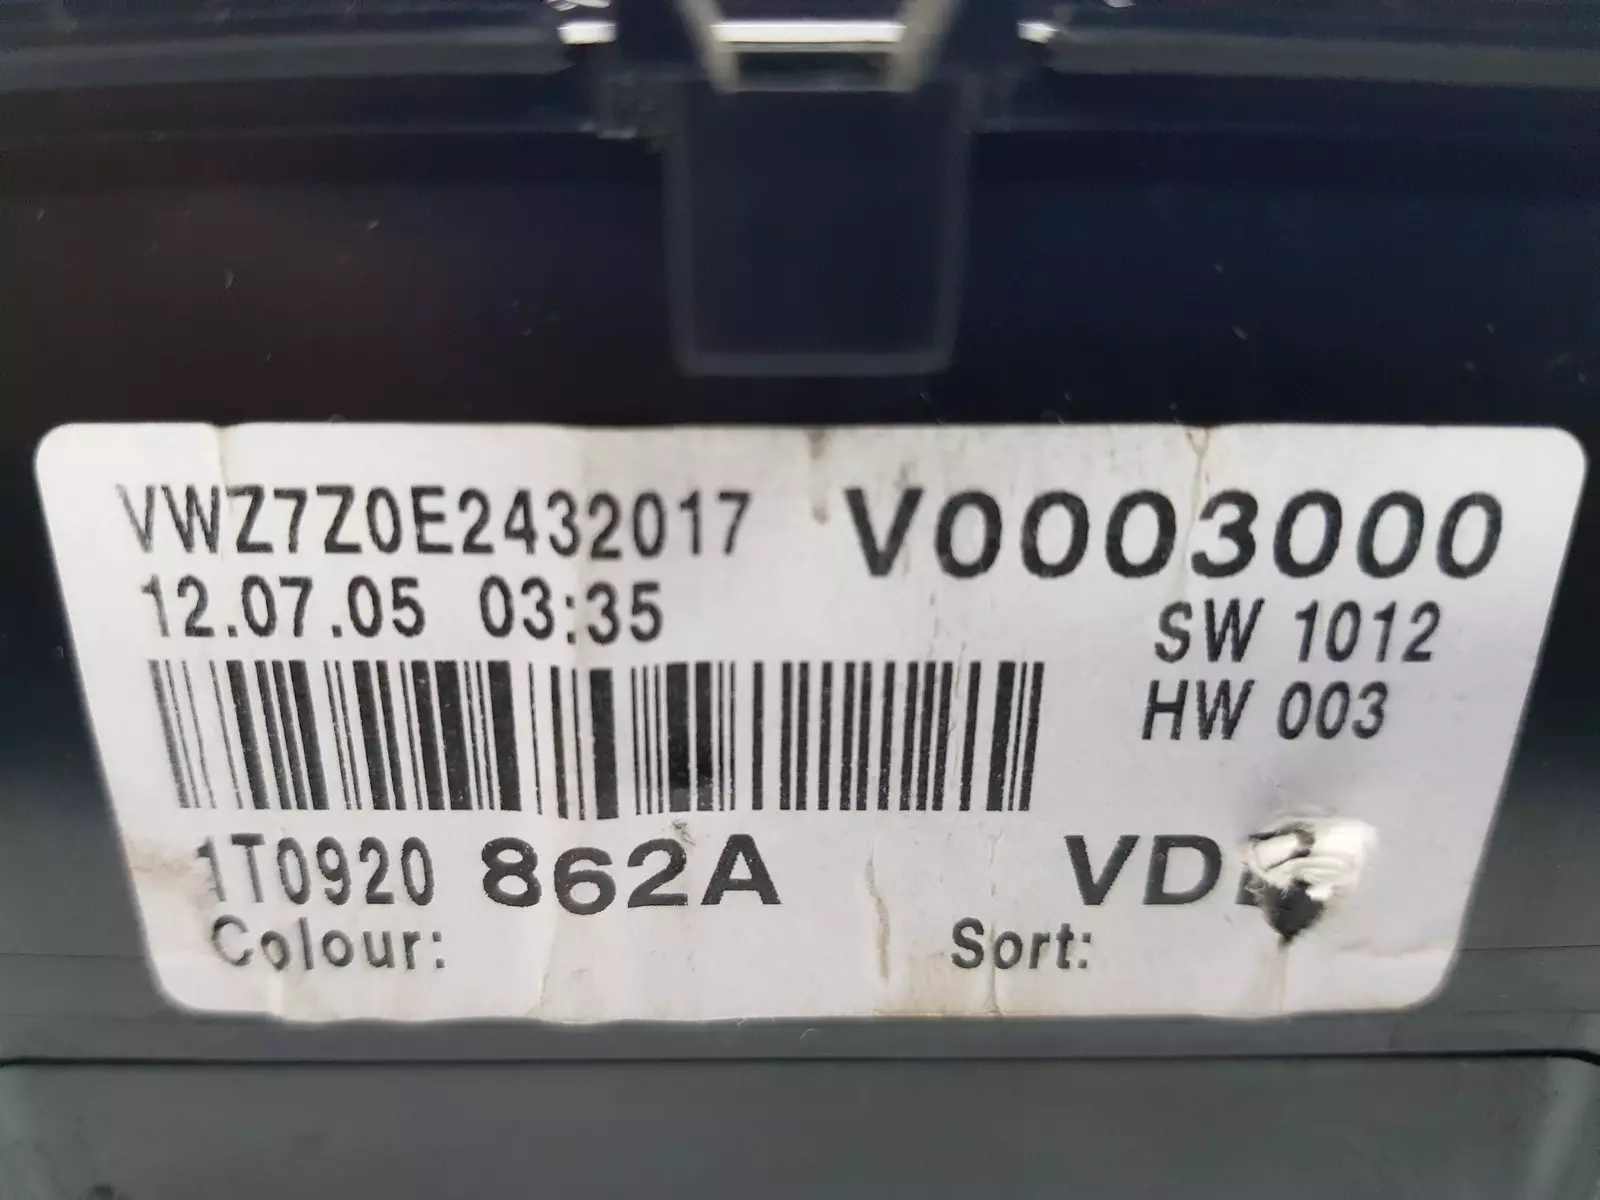 VWZ7Z0E2432017 V0003000
12.07.05 03:35 SW 1012
HW 003
1T0920 862A
Colour: Sort: